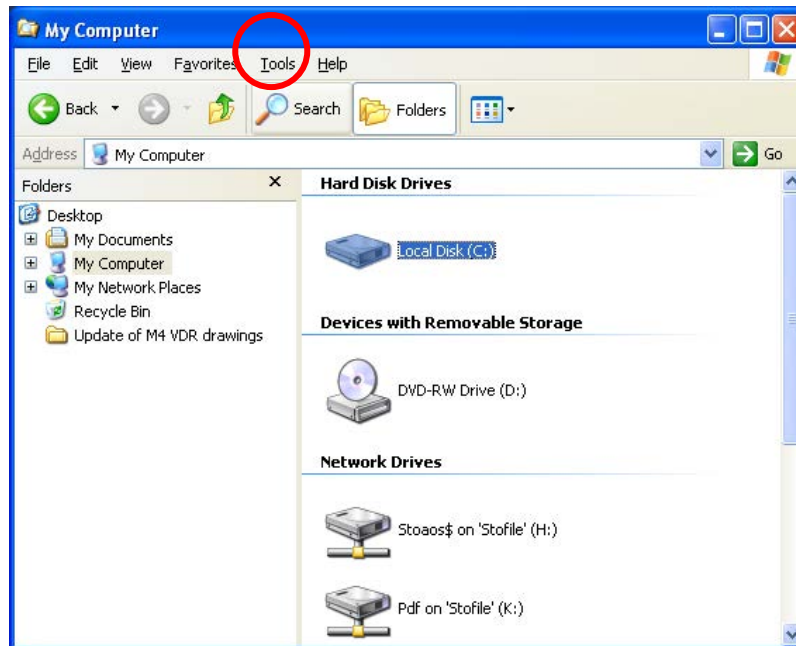 My Computer
File Edit View Favorites Tools Help
Back Search Folders
Address My Computer Go
Folders
Desktop
My Documents
My Computer
My Network Places
Recycle Bin
Update of M4 VDR drawings
Hard Disk Drives
Local Disk (C:)
Devices with Removable Storage
DVD-RW Drive (D:)
Network Drives
Stoaos$ on 'Stofile' (H:)
Pdf on 'Stofile' (K:)